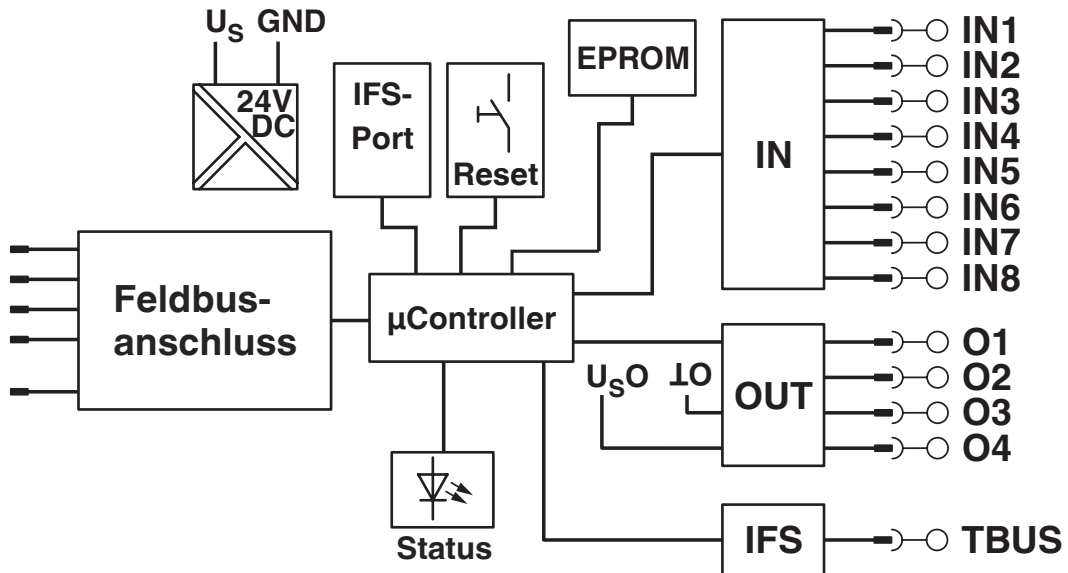 US GND
24V
DC
IFS-
Port
Reset
EPROM
IN
IN1
IN2
IN3
IN4
IN5
IN6
IN7
IN8
Feldbus-
anschluss
µController
USO
⊥O
OUT
O1
O2
O3
O4
Status
IFS
TBUS